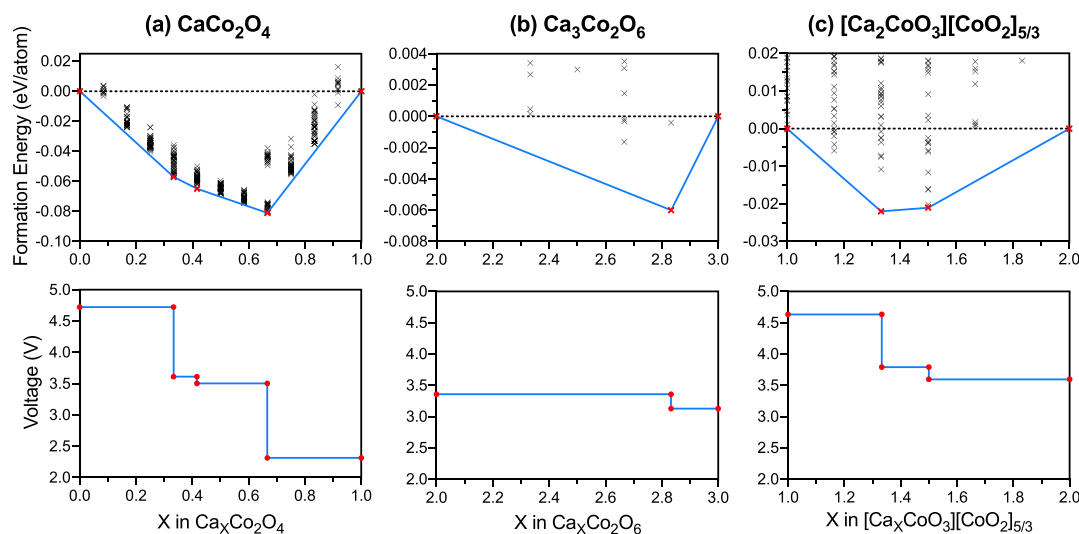 (a) CaCo₂O₄
(b) Ca₃Co₂O₆
(c) [Ca₂CoO₃][CoO₂]₅/₃
Formation Energy (eV/atom)
0.02
0.00
-0.02
-0.04
-0.06
-0.08
-0.10
0.0 0.2 0.4 0.6 0.8 1.0
0.004
0.002
0.000
-0.002
-0.004
-0.006
-0.008
2.0 2.2 2.4 2.6 2.8 3.0
0.02
0.01
0.00
-0.01
-0.02
-0.03
1.0 1.2 1.4 1.6 1.8 2.0
Voltage (V)
5.0
4.5
4.0
3.5
3.0
2.5
2.0
0.0 0.2 0.4 0.6 0.8 1.0
X in CaₓCo₂O₄
5.0
4.5
4.0
3.5
3.0
2.5
2.0
2.0 2.2 2.4 2.6 2.8 3.0
X in CaₓCo₂O₆
5.0
4.5
4.0
3.5
3.0
2.5
2.0
1.0 1.2 1.4 1.6 1.8 2.0
X in [CaₓCoO₃][CoO₂]₅/₃